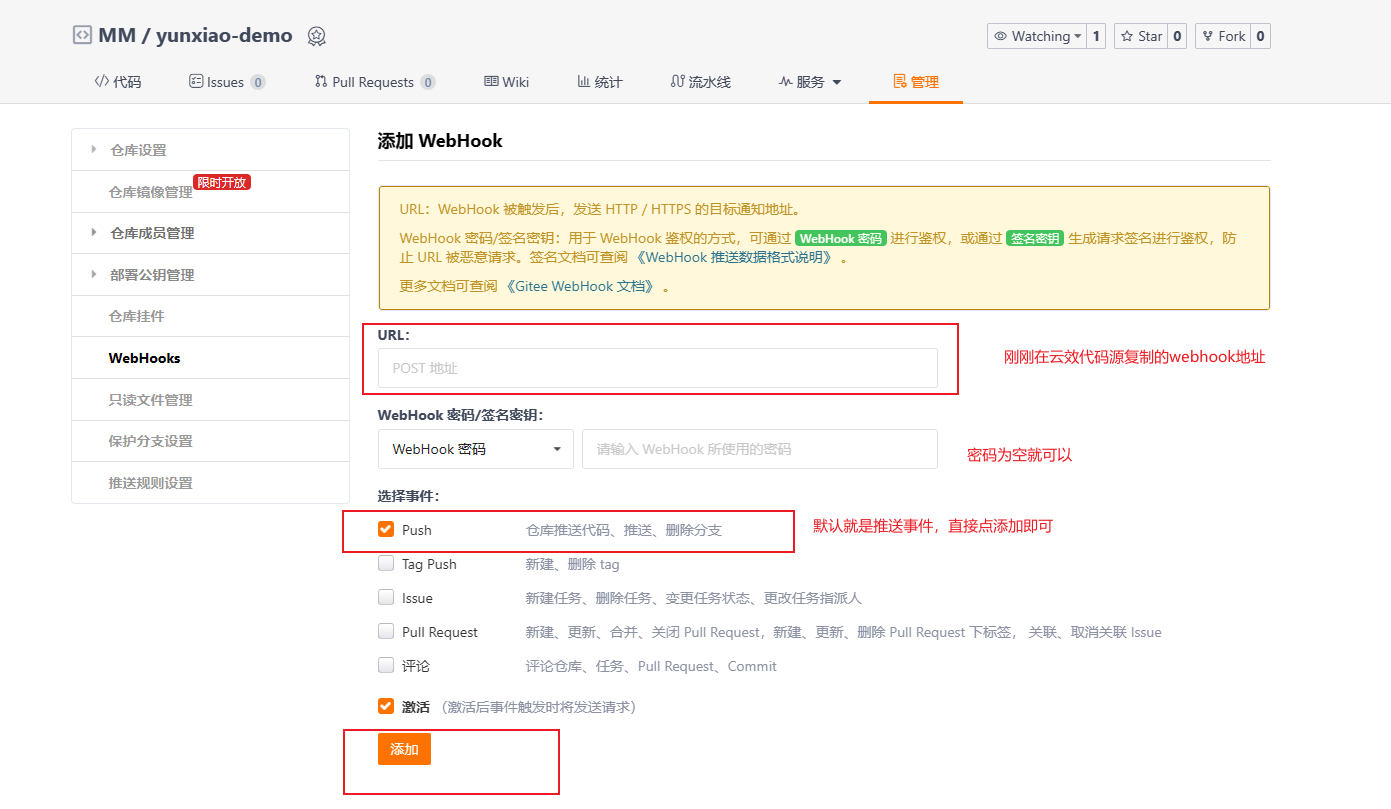 MM / yunxiao-demo
Watching 1 Star 0 Fork 0
代码 Issues 0 Pull Requests 0 Wiki 统计 流水线 服务 管理
仓库设置
仓库镜像管理 限时开放
仓库成员管理
部署公钥管理
仓库挂件
WebHooks
只读文件管理
保护分支设置
推送规则设置
添加 WebHook
URL：WebHook 被触发后，发送 HTTP / HTTPS 的目标通知地址。
WebHook 密码/签名密钥：用于 WebHook 鉴权的方式，可通过 WebHook 密码 进行鉴权，或通过 签名密钥 生成请求签名进行鉴权，防
止 URL 被恶意请求。签名文档可查阅 《WebHook 推送数据格式说明》 。
更多文档可查阅 《Gitee WebHook 文档》 。
URL：
POST 地址
刚刚在云效代码源复制的webhook地址
WebHook 密码/签名密钥：
WebHook 密码 请输入 WebHook 所使用的密码
密码为空就可以
选择事件：
Push 仓库推送代码、推送、删除分支
默认就是推送事件，直接点添加即可
Tag Push 新建、删除 tag
Issue 新建任务、删除任务、变更任务状态、更改任务指派人
Pull Request 新建、更新、合并、关闭 Pull Request，新建、更新、删除 Pull Request 下标签， 关联、取消关联 Issue
评论 评论仓库、任务、Pull Request、Commit
激活 （激活后事件触发时将发送请求）
添加